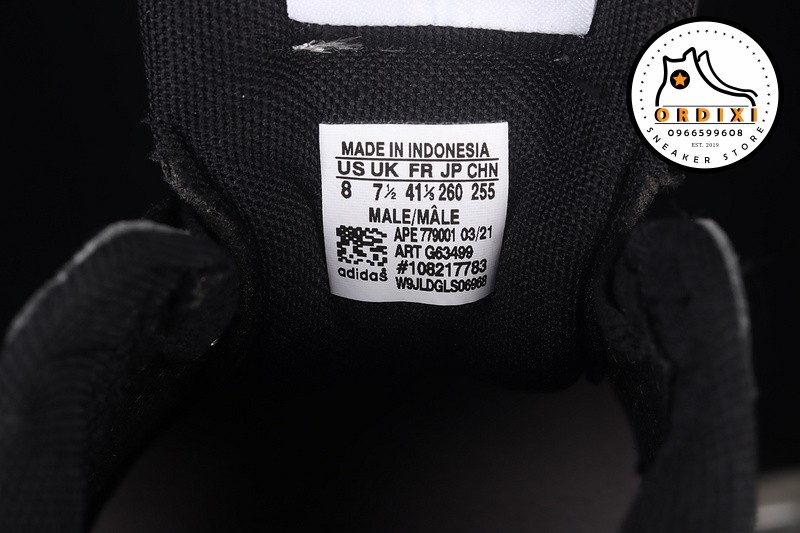 MADE IN INDONESIA
US UK FR JP CHN
8 7½ 41⅓ 260 255
MALE/MÂLE
APE 779001 03/21
ART G63499
#108217783
W9JLDGLS06968
adidas
ORDIXI
0966599608
EST. 2019
SNEAKER STORE